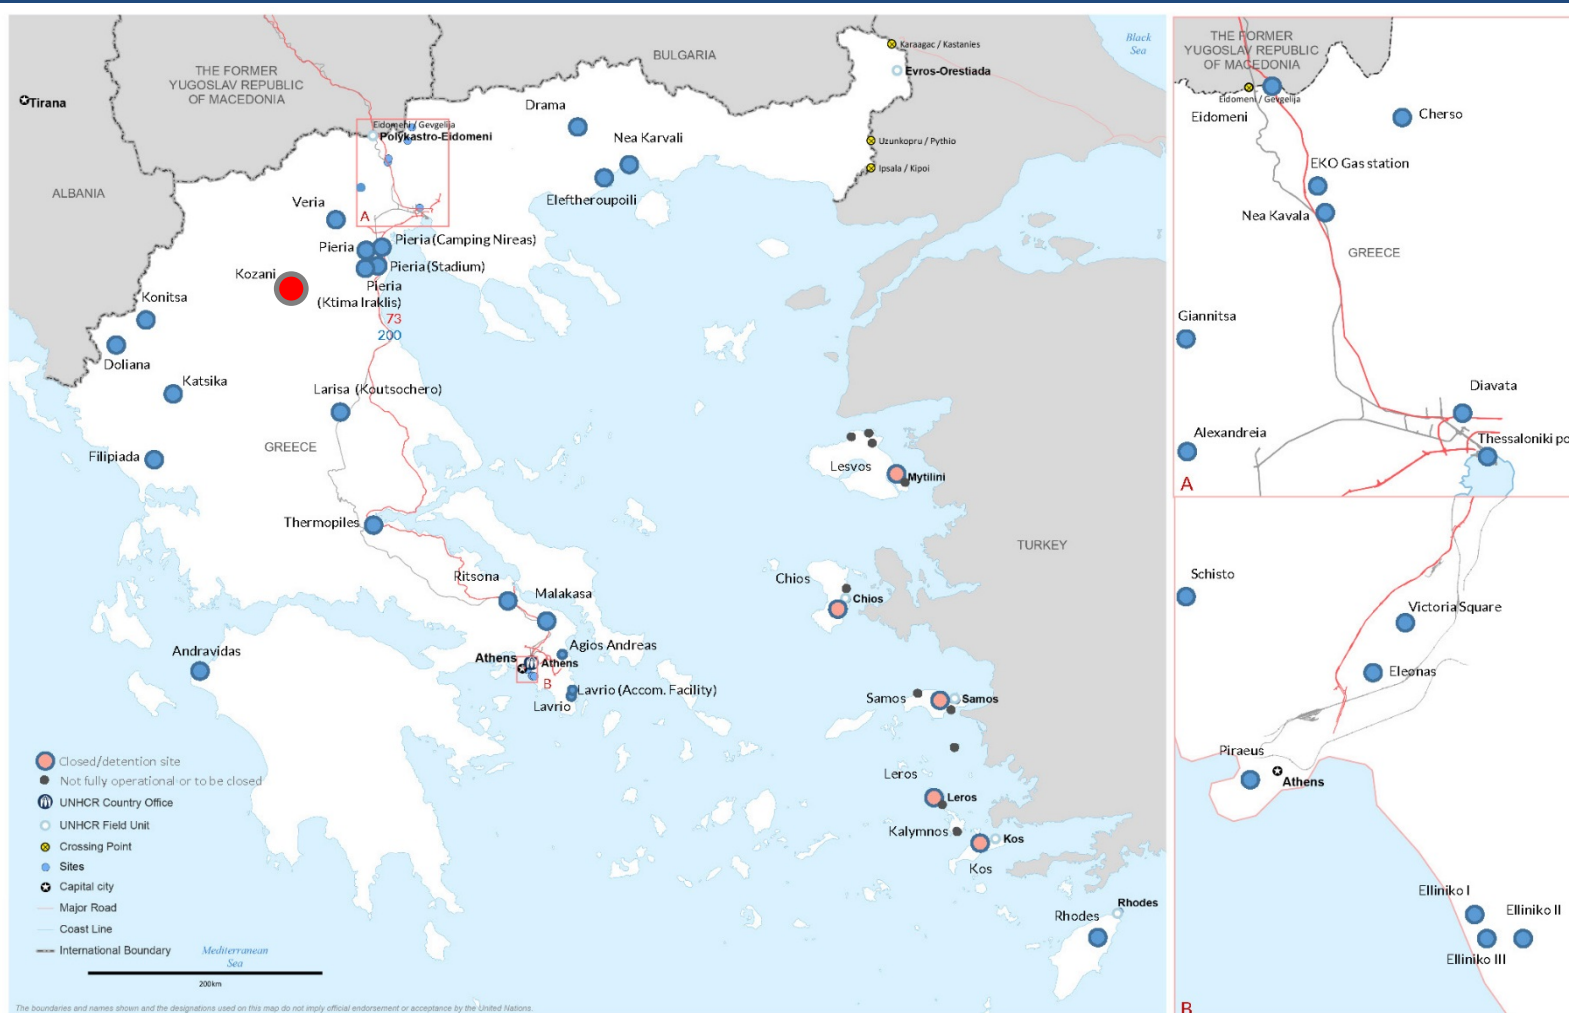 BULGARIA
Black
Sea
Karaagac / Kastanies
Evros-Orestiada
THE FORMER
YUGOSLAV REPUBLIC
OF MACEDONIA
Tirana
Drama
Eidomeni / Gevgelija
Polykastro-Eidomeni
Nea Karvali
Uzunkopru / Pythio
Ipsala / Kipoi
ALBANIA
Eleftheroupoili
Veria
A
Pieria
Pieria (Camping Nireas)
Pieria (Stadium)
Kozani
Pieria
(Ktima Iraklis)
73
200
Konitsa
Doliana
Katsika
Larisa (Koutsochero)
GREECE
Filipiada
Lesvos
Mytilini
Thermopiles
TURKEY
Ritsona
Malakasa
Chios
Chios
Agios Andreas
Andravidas
Athens
Athens
B
Lavrio (Accom. Facility)
Lavrio
Samos
Samos
Leros
Leros
Kalymnos
Kos
Kos
Rhodes
Rhodes
Closed/detention site
Not fully operational or to be closed
UNHCR Country Office
UNHCR Field Unit
Crossing Point
Sites
Capital city
Major Road
Coast Line
International Boundary
Mediterranean
Sea
200km
The boundaries and names shown and the designations used on this map do not imply official endorsement or acceptance by the United Nations.
THE FORMER
YUGOSLAV REPUBLIC
OF MACEDONIA
Eidomeni / Gevgelija
Eidomeni
Cherso
EKO Gas station
Nea Kavala
GREECE
Giannitsa
Diavata
Alexandreia
Thessaloniki po
A
Schisto
Victoria Square
Eleonas
Piraeus
Athens
Elliniko I
Elliniko II
Elliniko III
B